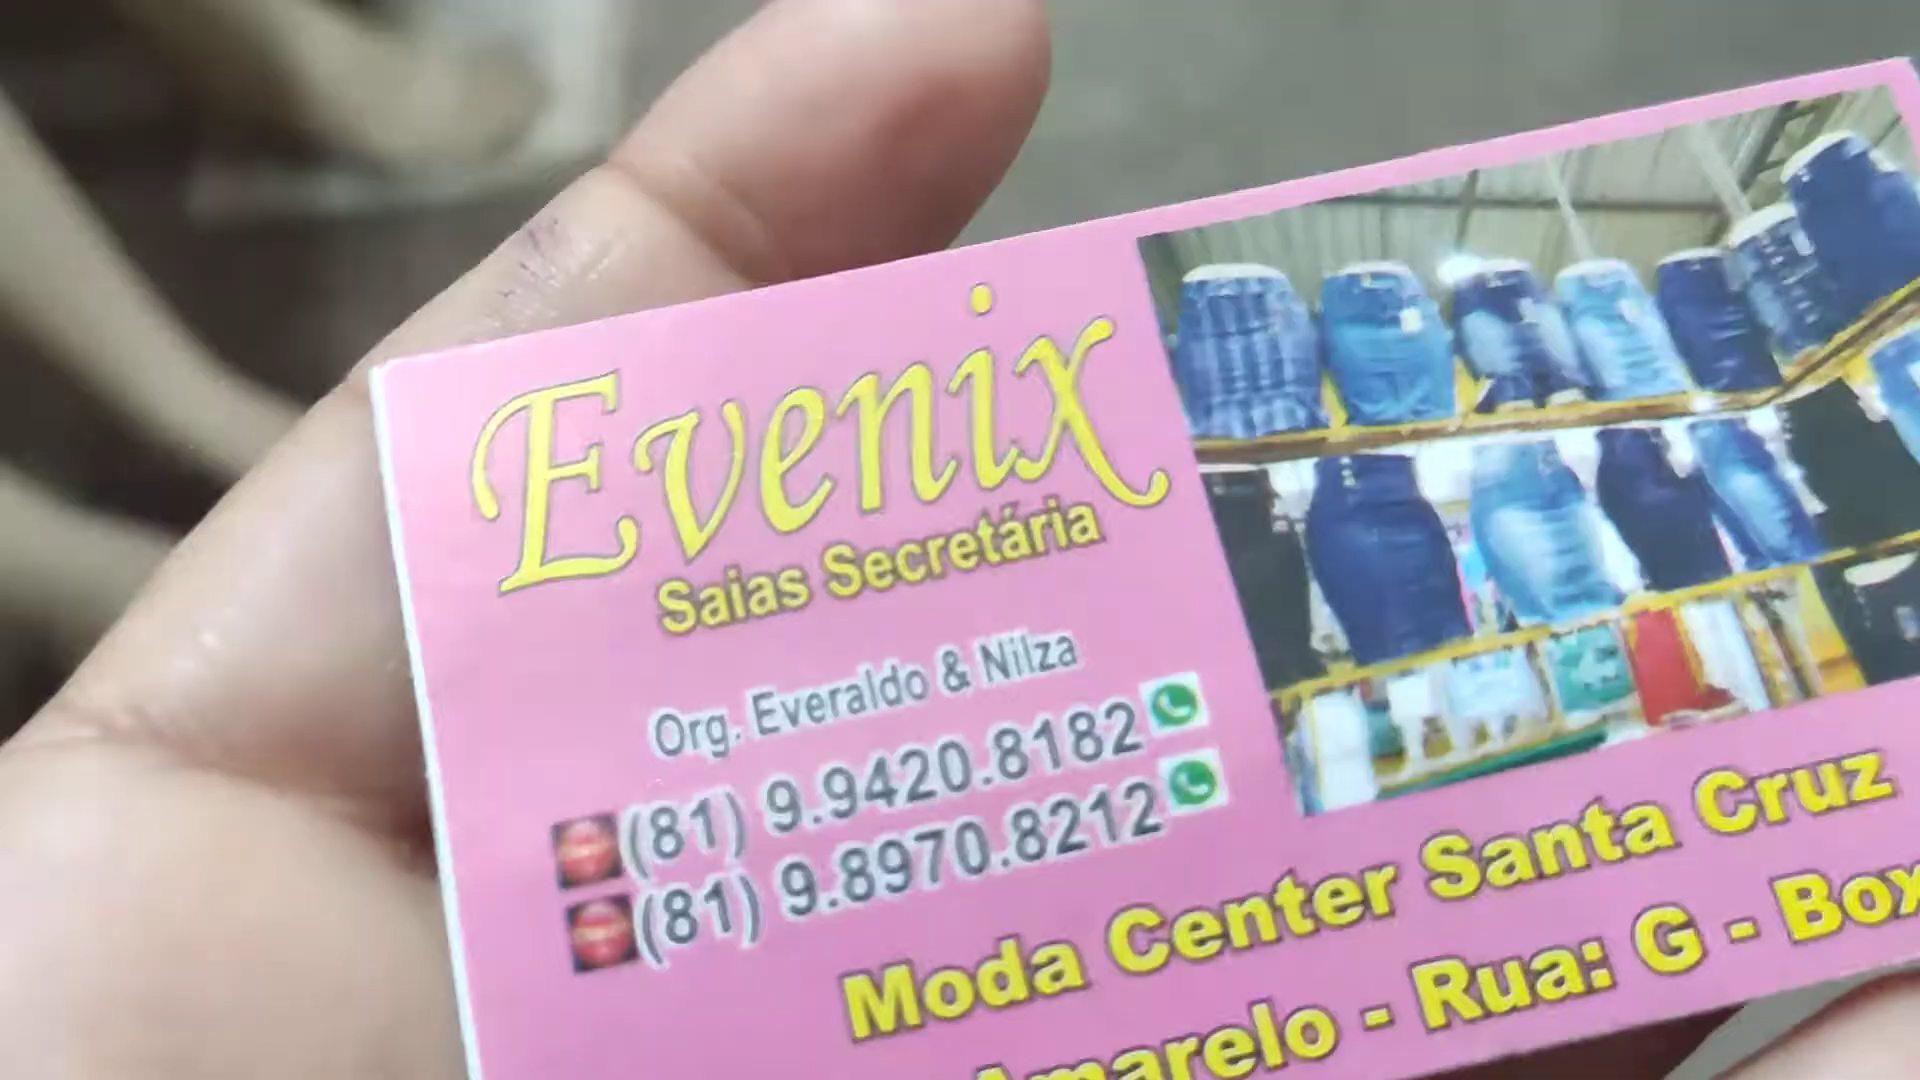 Evenix
Saias Secretária
Org. Everaldo & Nilza
(81) 9.9420.8182
(81) 9.8970.8212
Moda Center Santa Cruz
Amarelo - Rua: G - Box